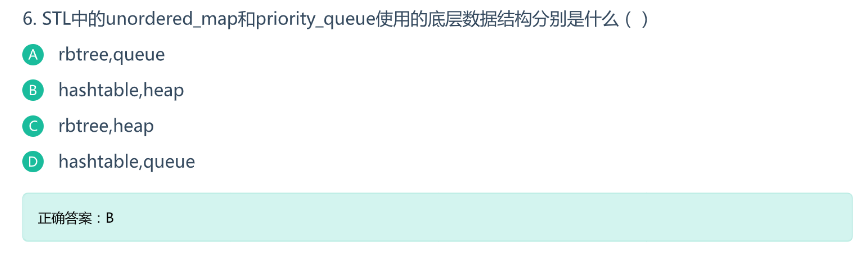 6. STL中的unordered_map和priority_queue使用的底层数据结构分别是什么（ ）
A rbtree,queue
B hashtable,heap
C rbtree,heap
D hashtable,queue
正确答案：B